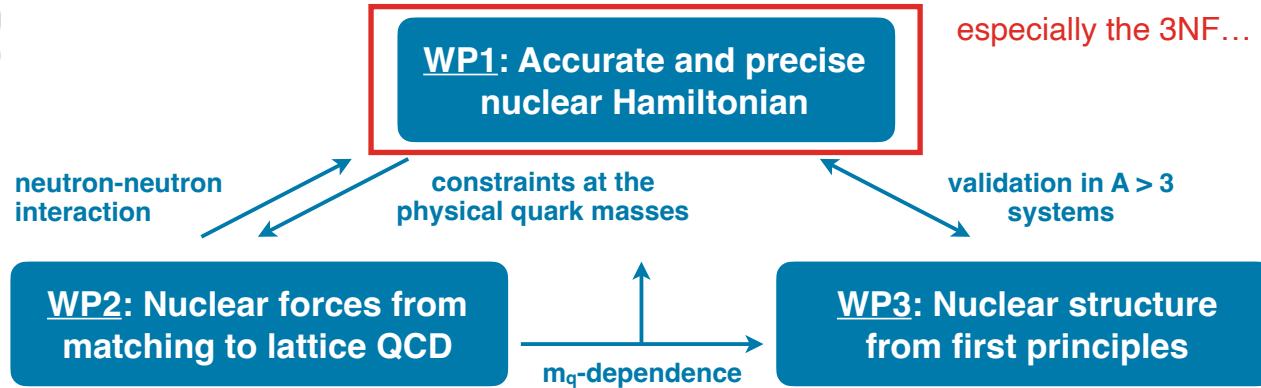 especially the 3NF…
WP1: Accurate and precise
nuclear Hamiltonian
neutron-neutron
interaction
constraints at the
physical quark masses
validation in A > 3
systems
WP2: Nuclear forces from
matching to lattice QCD
mq-dependence
WP3: Nuclear structure
from first principles